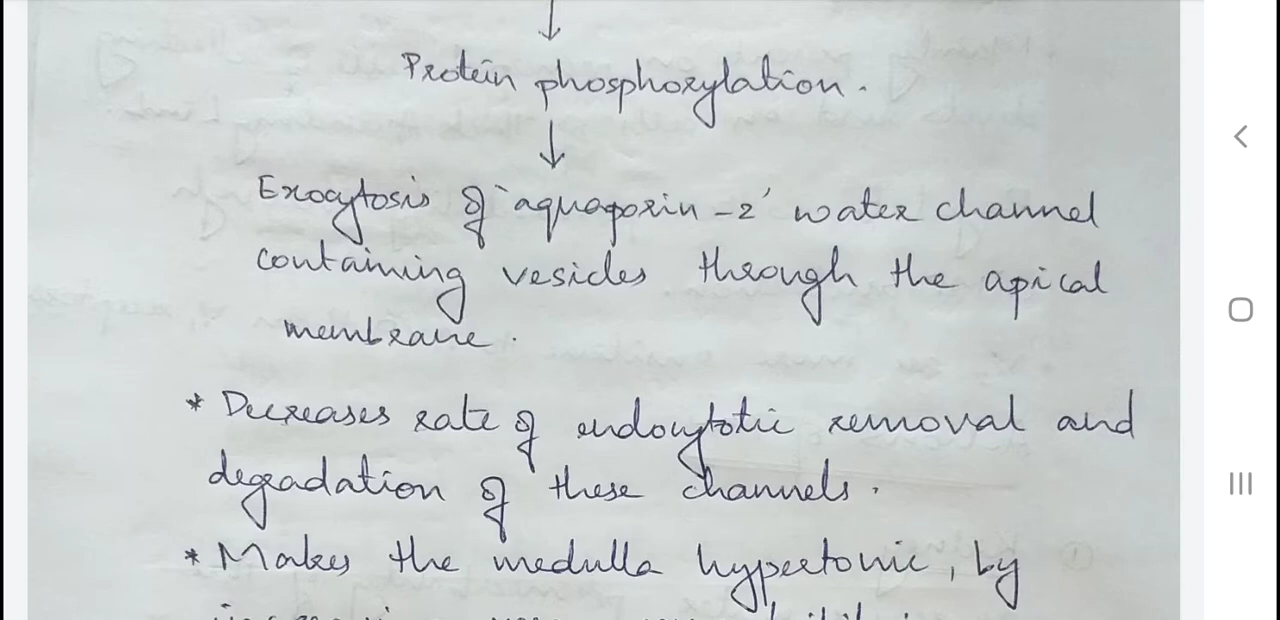 ↓
Protein phosphorylation.
↓
Exocytosis of 'aquaporin-2' water channel
containing vesicles through the apical
membrane.
* Decreases rate of endocytotic removal and
degradation of these channels.
* Makes the medulla hypertonic, by